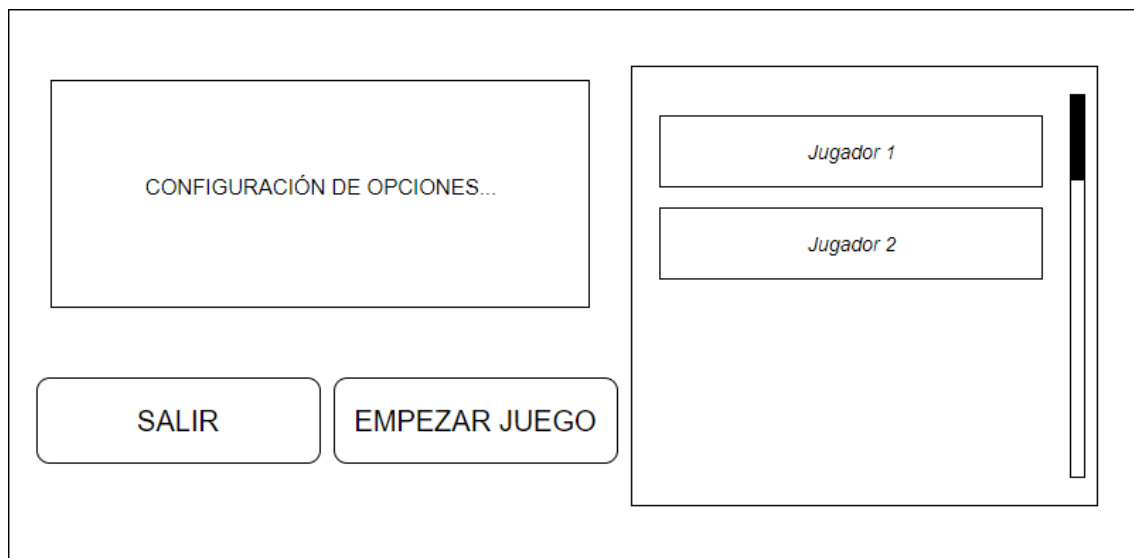 CONFIGURACIÓN DE OPCIONES...
SALIR
EMPEZAR JUEGO
Jugador 1
Jugador 2